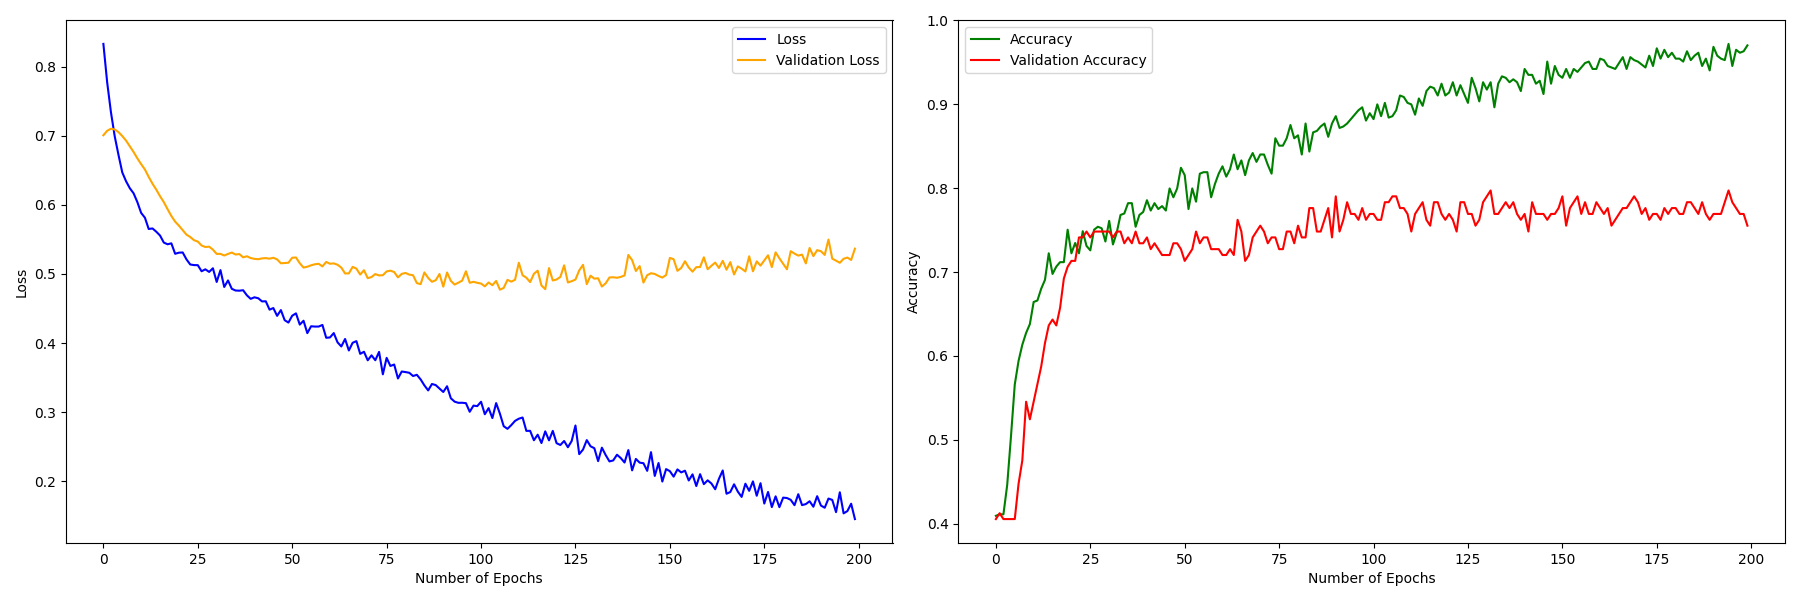 Loss
Validation Loss
0.8
0.7
0.6
0.5
0.4
0.3
0.2
Loss
0 25 50 75 100 125 150 175 200
Number of Epochs
Accuracy
Validation Accuracy
1.0
0.9
0.8
0.7
0.6
0.5
0.4
Accuracy
0 25 50 75 100 125 150 175 200
Number of Epochs